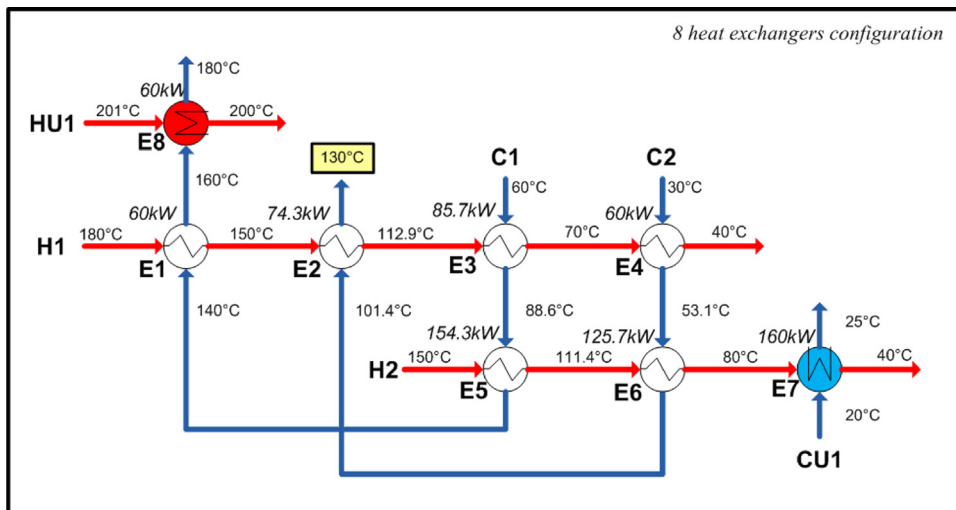 8 heat exchangers configuration
180°C
60kW
201°C
200°C
HU1
E8
130°C
C1
C2
160°C
60°C
30°C
60kW
74.3kW
85.7kW
60kW
180°C
150°C
112.9°C
70°C
40°C
H1
E1
E2
E3
E4
140°C
101.4°C
88.6°C
53.1°C
25°C
154.3kW
125.7kW
160kW
150°C
111.4°C
80°C
40°C
H2
E5
E6
E7
20°C
CU1